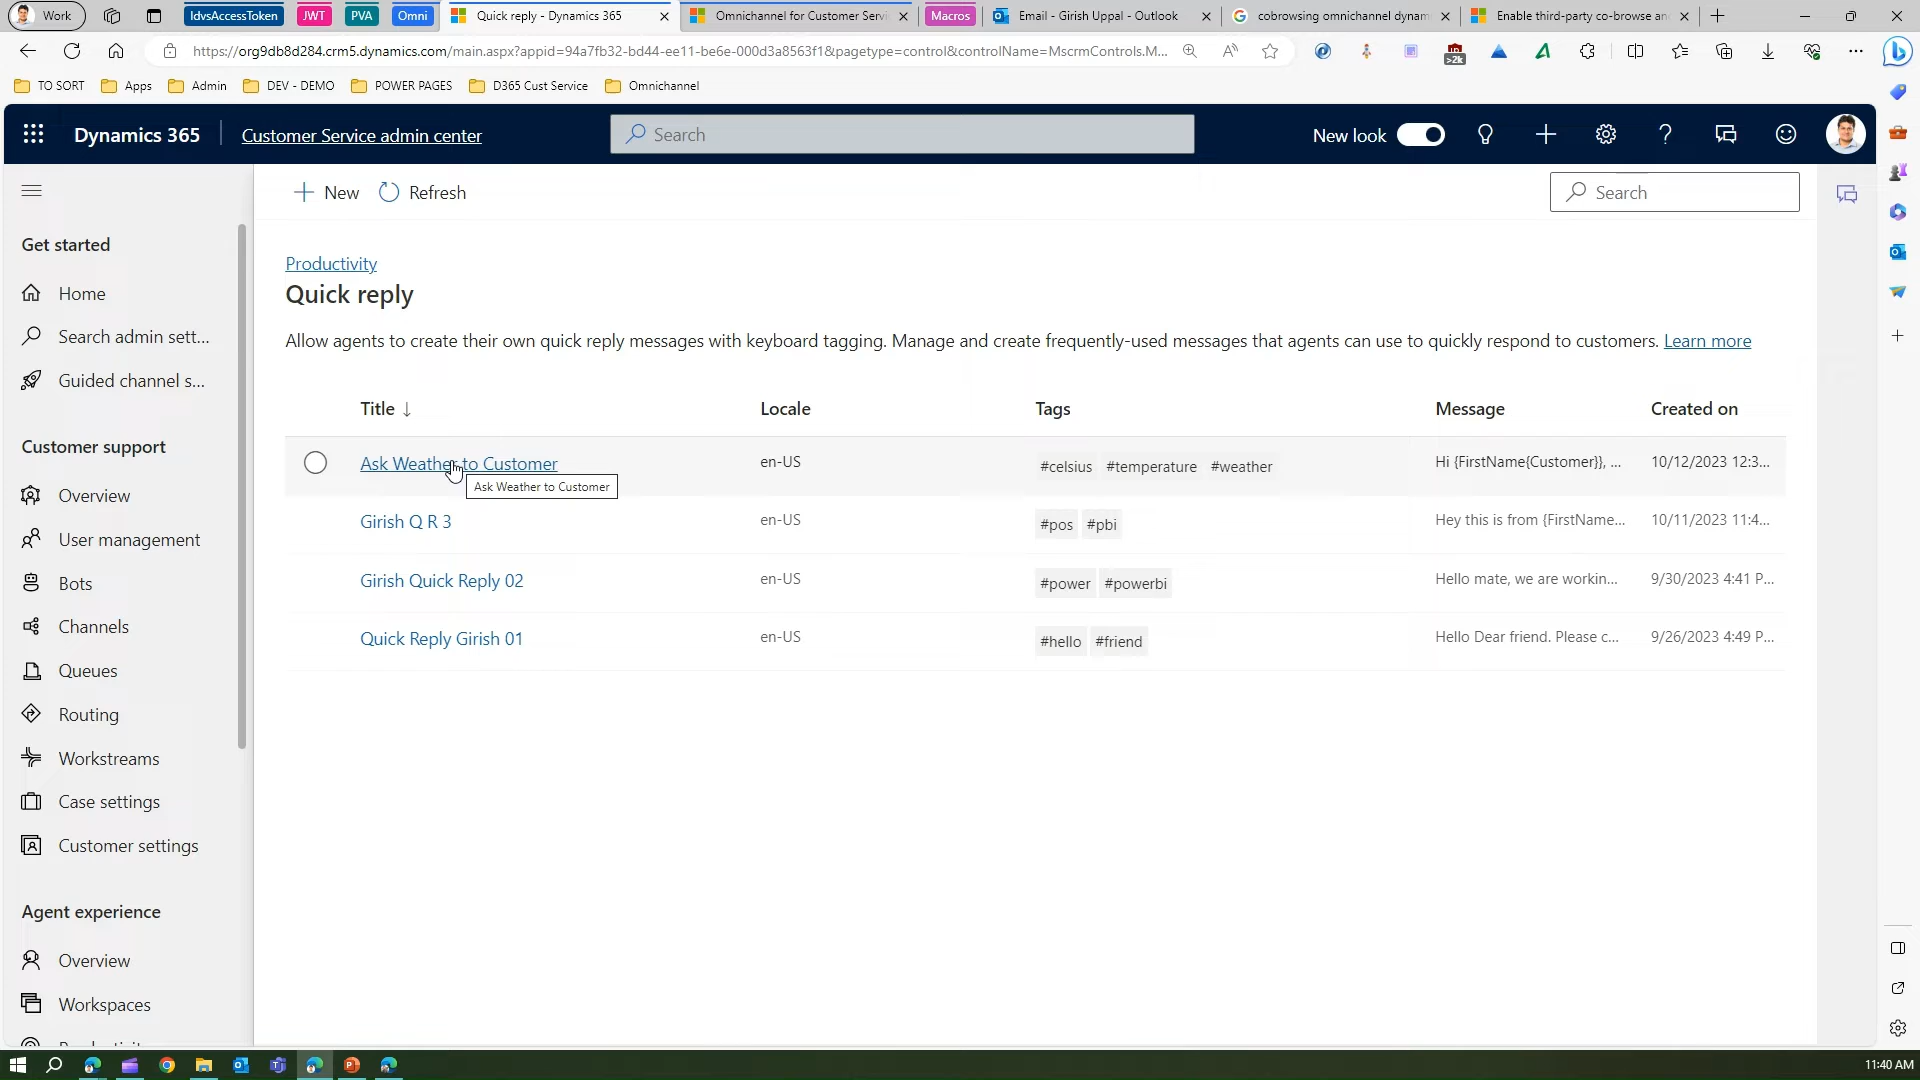 Work
IdvsAccessToken
JWT
PVA
Omni
Quick reply - Dynamics 365
Omnichannel for Customer Servi
Macros
Email - Girish Uppal - Outlook
cobrowsing omnichannel dynam
Enable third-party co-browse an
https://org9db8d284.crm5.dynamics.com/main.aspx?appid=94a7fb32-bd44-ee11-be6e-000d3a8563f1&pagetype=control&controlName=MscrmControls.M...
>2k
TO SORT
Apps
Admin
DEV - DEMO
POWER PAGES
D365 Cust Service
Omnichannel
Dynamics 365
Customer Service admin center
Search
New look
New
Refresh
Search
Get started
Home
Search admin sett...
Guided channel s...
Customer support
Overview
User management
Bots
Channels
Queues
Routing
Workstreams
Case settings
Customer settings
Agent experience
Overview
Workspaces
Productivity
Quick reply
Allow agents to create their own quick reply messages with keyboard tagging. Manage and create frequently-used messages that agents can use to quickly respond to customers. Learn more
Title ↓ Locale Tags Message Created on
Ask Weather to Customer en-US #celsius #temperature #weather Hi {FirstName{Customer}}, ... 10/12/2023 12:3...
Ask Weather to Customer
Girish Q R 3 en-US #pos #pbi Hey this is from {FirstName... 10/11/2023 11:4...
Girish Quick Reply 02 en-US #power #powerbi Hello mate, we are workin... 9/30/2023 4:41 P...
Quick Reply Girish 01 en-US #hello #friend Hello Dear friend. Please c... 9/26/2023 4:49 P...
11:40 AM